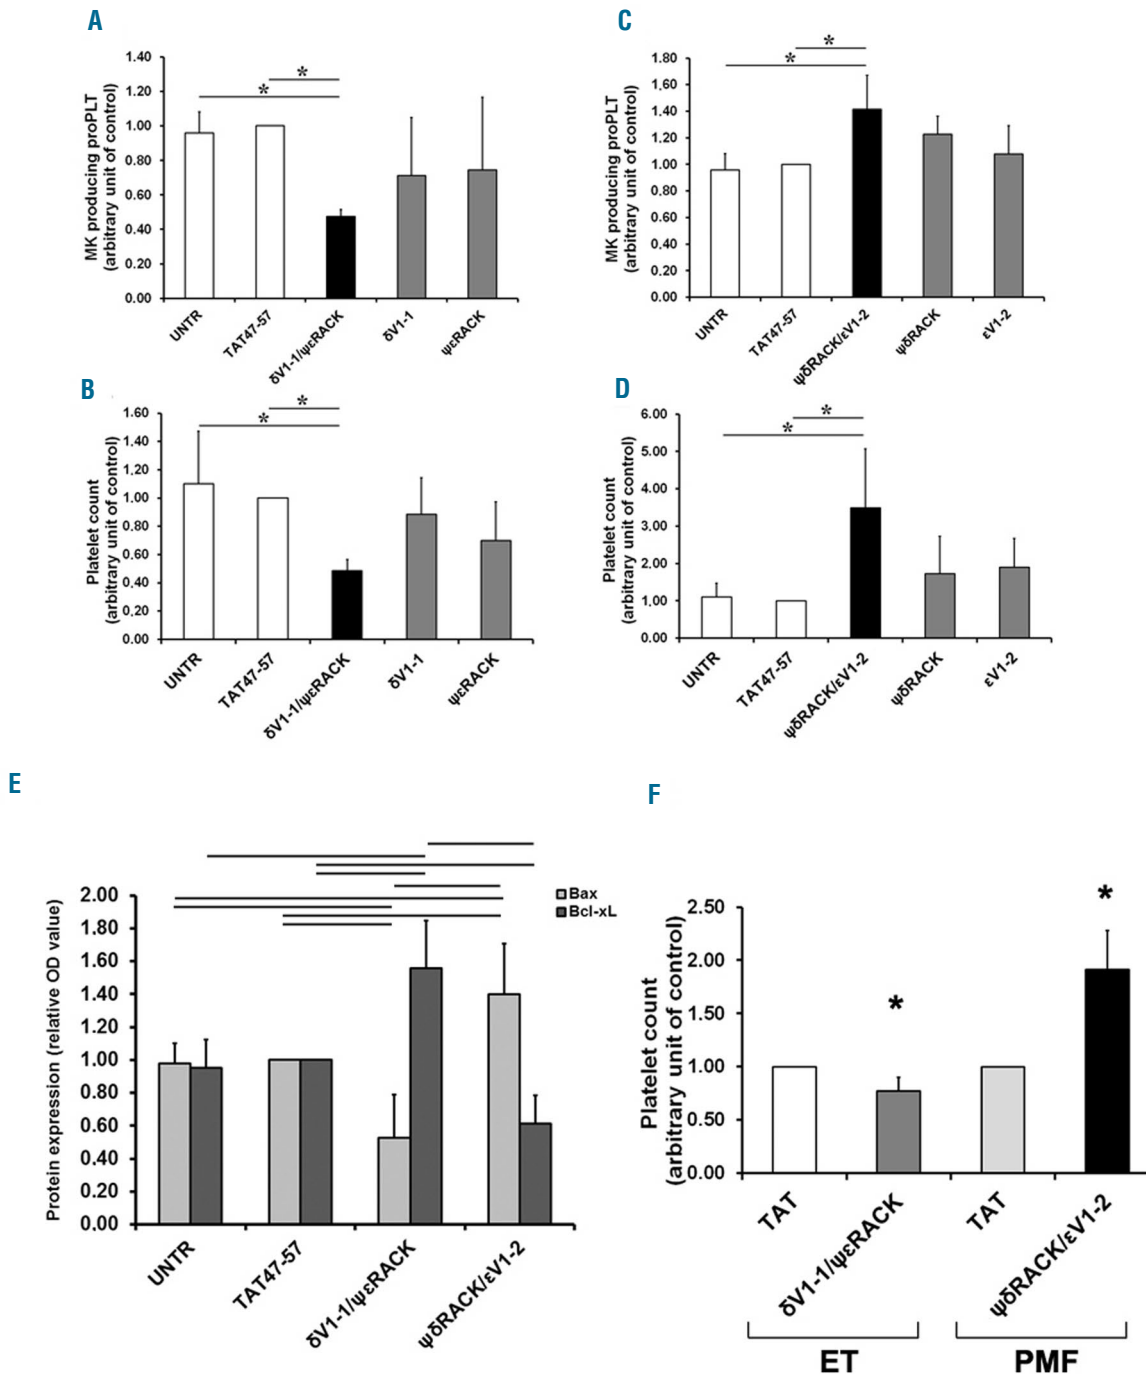 A
MK producing proPLT
(arbitrary unit of control)
1.40
1.20
1.00
0.80
0.60
0.40
0.20
0.00
*
*
UNTR
TAT47-57
δV1-1/ψεRACK
δV1-1
ψεRACK
C
MK producing proPLT
(arbitrary unit of control)
1.80
1.60
1.40
1.20
1.00
0.80
0.60
0.40
0.20
0.00
*
*
UNTR
TAT47-57
ψδRACK/εV1-2
ψδRACK
εV1-2
B
Platelet count
(arbitrary unit of control)
1.60
1.40
1.20
1.00
0.80
0.60
0.40
0.20
0.00
*
*
UNTR
TAT47-57
δV1-1/ψεRACK
δV1-1
ψεRACK
D
Platelet count
(arbitrary unit of control)
6.00
5.00
4.00
3.00
2.00
1.00
0.00
*
*
UNTR
TAT47-57
ψδRACK/εV1-2
ψδRACK
εV1-2
E
Protein expression (relative OD value)
2.00
1.80
1.60
1.40
1.20
1.00
0.80
0.60
0.40
0.20
0.00
Bax
Bcl-xL
UNTR
TAT47-57
δV1-1/ψεRACK
ψδRACK/εV1-2
F
Platelet count
(arbitrary unit of control)
2.50
2.00
1.50
1.00
0.50
0.00
*
*
TAT
δV1-1/ψεRACK
TAT
ψδRACK/εV1-2
ET
PMF